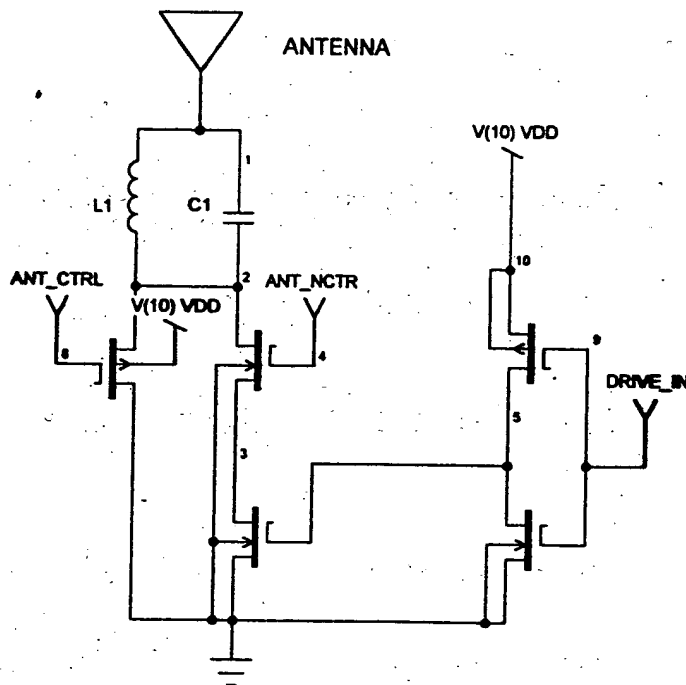 ANTENNA
V(10) VDD
1
L1
C1
10
ANT_CTRL
2
ANT_NCTR
V(10) VDD
9
8
4
DRIVE_IN
5
3